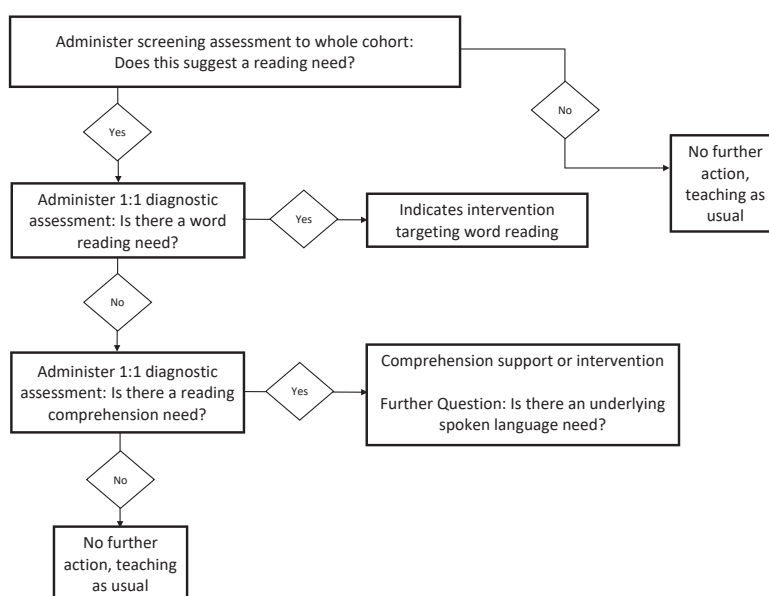 Administer screening assessment to whole cohort:
Does this suggest a reading need?
Yes
No
No further
action,
teaching as
usual
Administer 1:1 diagnostic
assessment: Is there a word
reading need?
Yes
Indicates intervention
targeting word reading
No
Administer 1:1 diagnostic
assessment: Is there a reading
comprehension need?
Yes
Comprehension support or intervention
Further Question: Is there an underlying
spoken language need?
No
No further
action, teaching
as usual